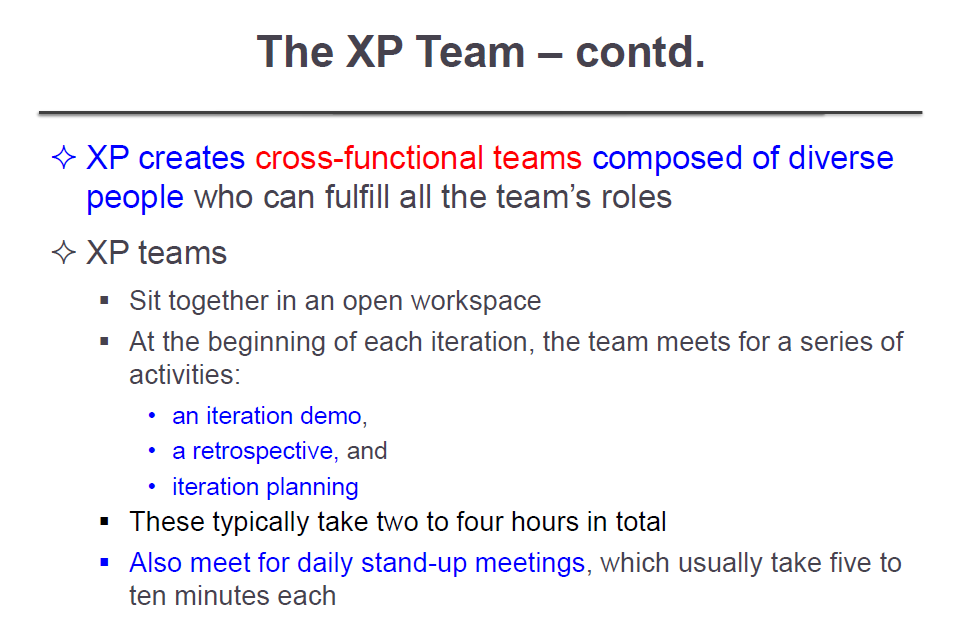 The XP Team – contd.
✧ XP creates cross-functional teams composed of diverse
people who can fulfill all the team’s roles
✧ XP teams
▪ Sit together in an open workspace
▪ At the beginning of each iteration, the team meets for a series of
activities:
• an iteration demo,
• a retrospective, and
• iteration planning
▪ These typically take two to four hours in total
▪ Also meet for daily stand-up meetings, which usually take five to
ten minutes each